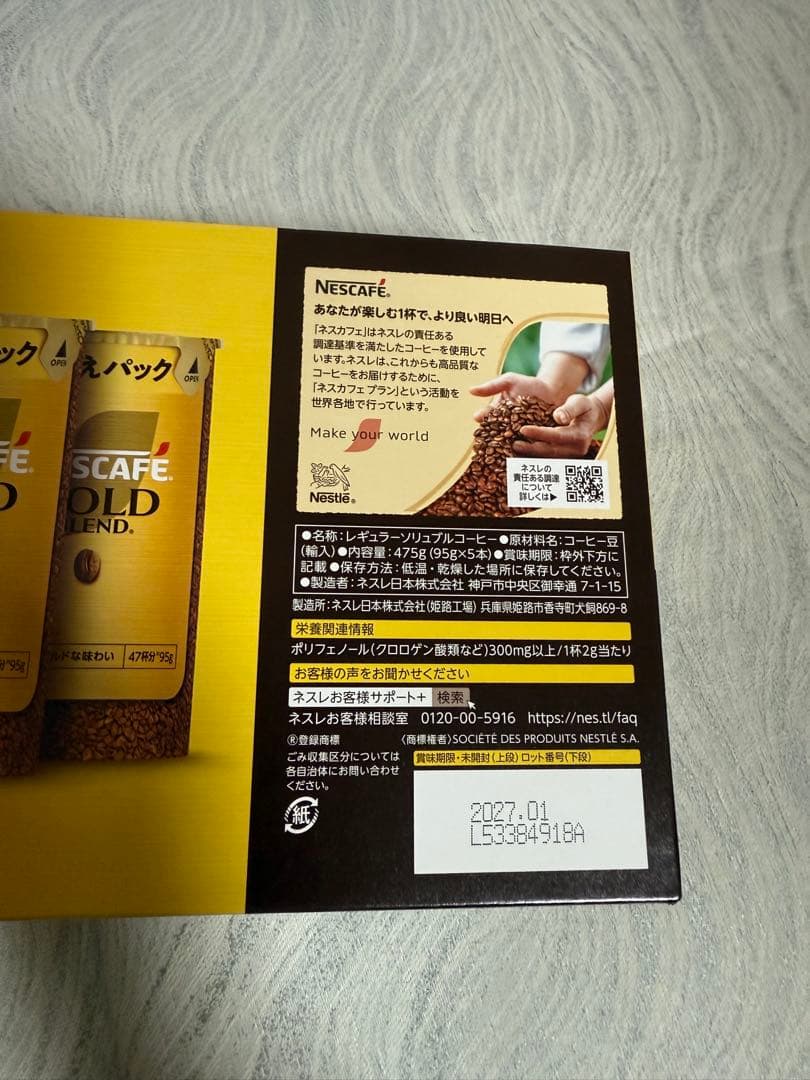 ック
OPEN
えパック
OPEN
FÉ®
SCAFÉ®
D
OLD
LEND®
ルドな味わい
47杯分*95g
分*95g
NESCAFÉ®
あなたが楽しむ1杯で、より良い明日へ
「ネスカフェ」はネスレの責任ある
調達基準を満たしたコーヒーを使用して
います。ネスレは、これからも高品質な
コーヒーをお届けするために、
「ネスカフェ プラン」という活動を
世界各地で行っています。
Make your world
Nestlé®
ネスレの
責任ある調達
について
詳しくは▶
●名称:レギュラーソリュブルコーヒー●原材料名:コーヒー豆
(輸入)●内容量:475g(95g×5本)●賞味期限:枠外下方に
記載●保存方法:低温・乾燥した場所に保存してください。
●製造者:ネスレ日本株式会社 神戸市中央区御幸通 7-1-15
製造所:ネスレ日本株式会社(姫路工場) 兵庫県姫路市香寺町犬飼869-8
栄養関連情報
ポリフェノール(クロロゲン酸類など)300mg以上/1杯2g当たり
お客様の声をお聞かせください
ネスレお客様サポート+ 検索
ネスレお客様相談室 0120-00-5916 https://nes.tl/faq
®登録商標 (商標権者)SOCIÉTÉ DES PRODUITS NESTLÉ S.A.
ごみ収集区分については
各自治体にお問い合わせ
ください。
紙
賞味期限・未開封(上段) ロット番号(下段)
2027.01
L53384918A